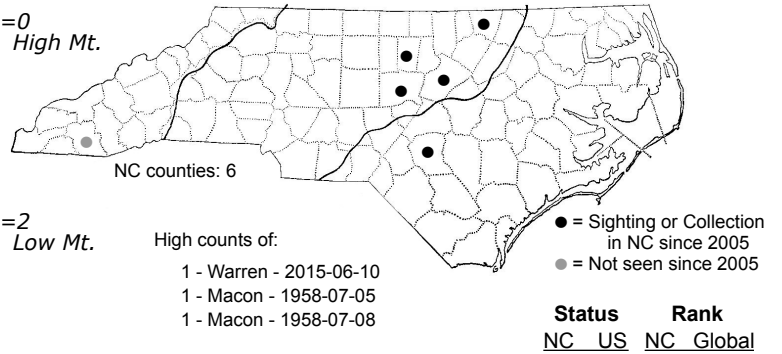 =0
High Mt.
NC counties: 6
=2
Low Mt.
High counts of:
1 - Warren - 2015-06-10
1 - Macon - 1958-07-05
1 - Macon - 1958-07-08
● = Sighting or Collection
in NC since 2005
● = Not seen since 2005
Status Rank
NC US NC Global